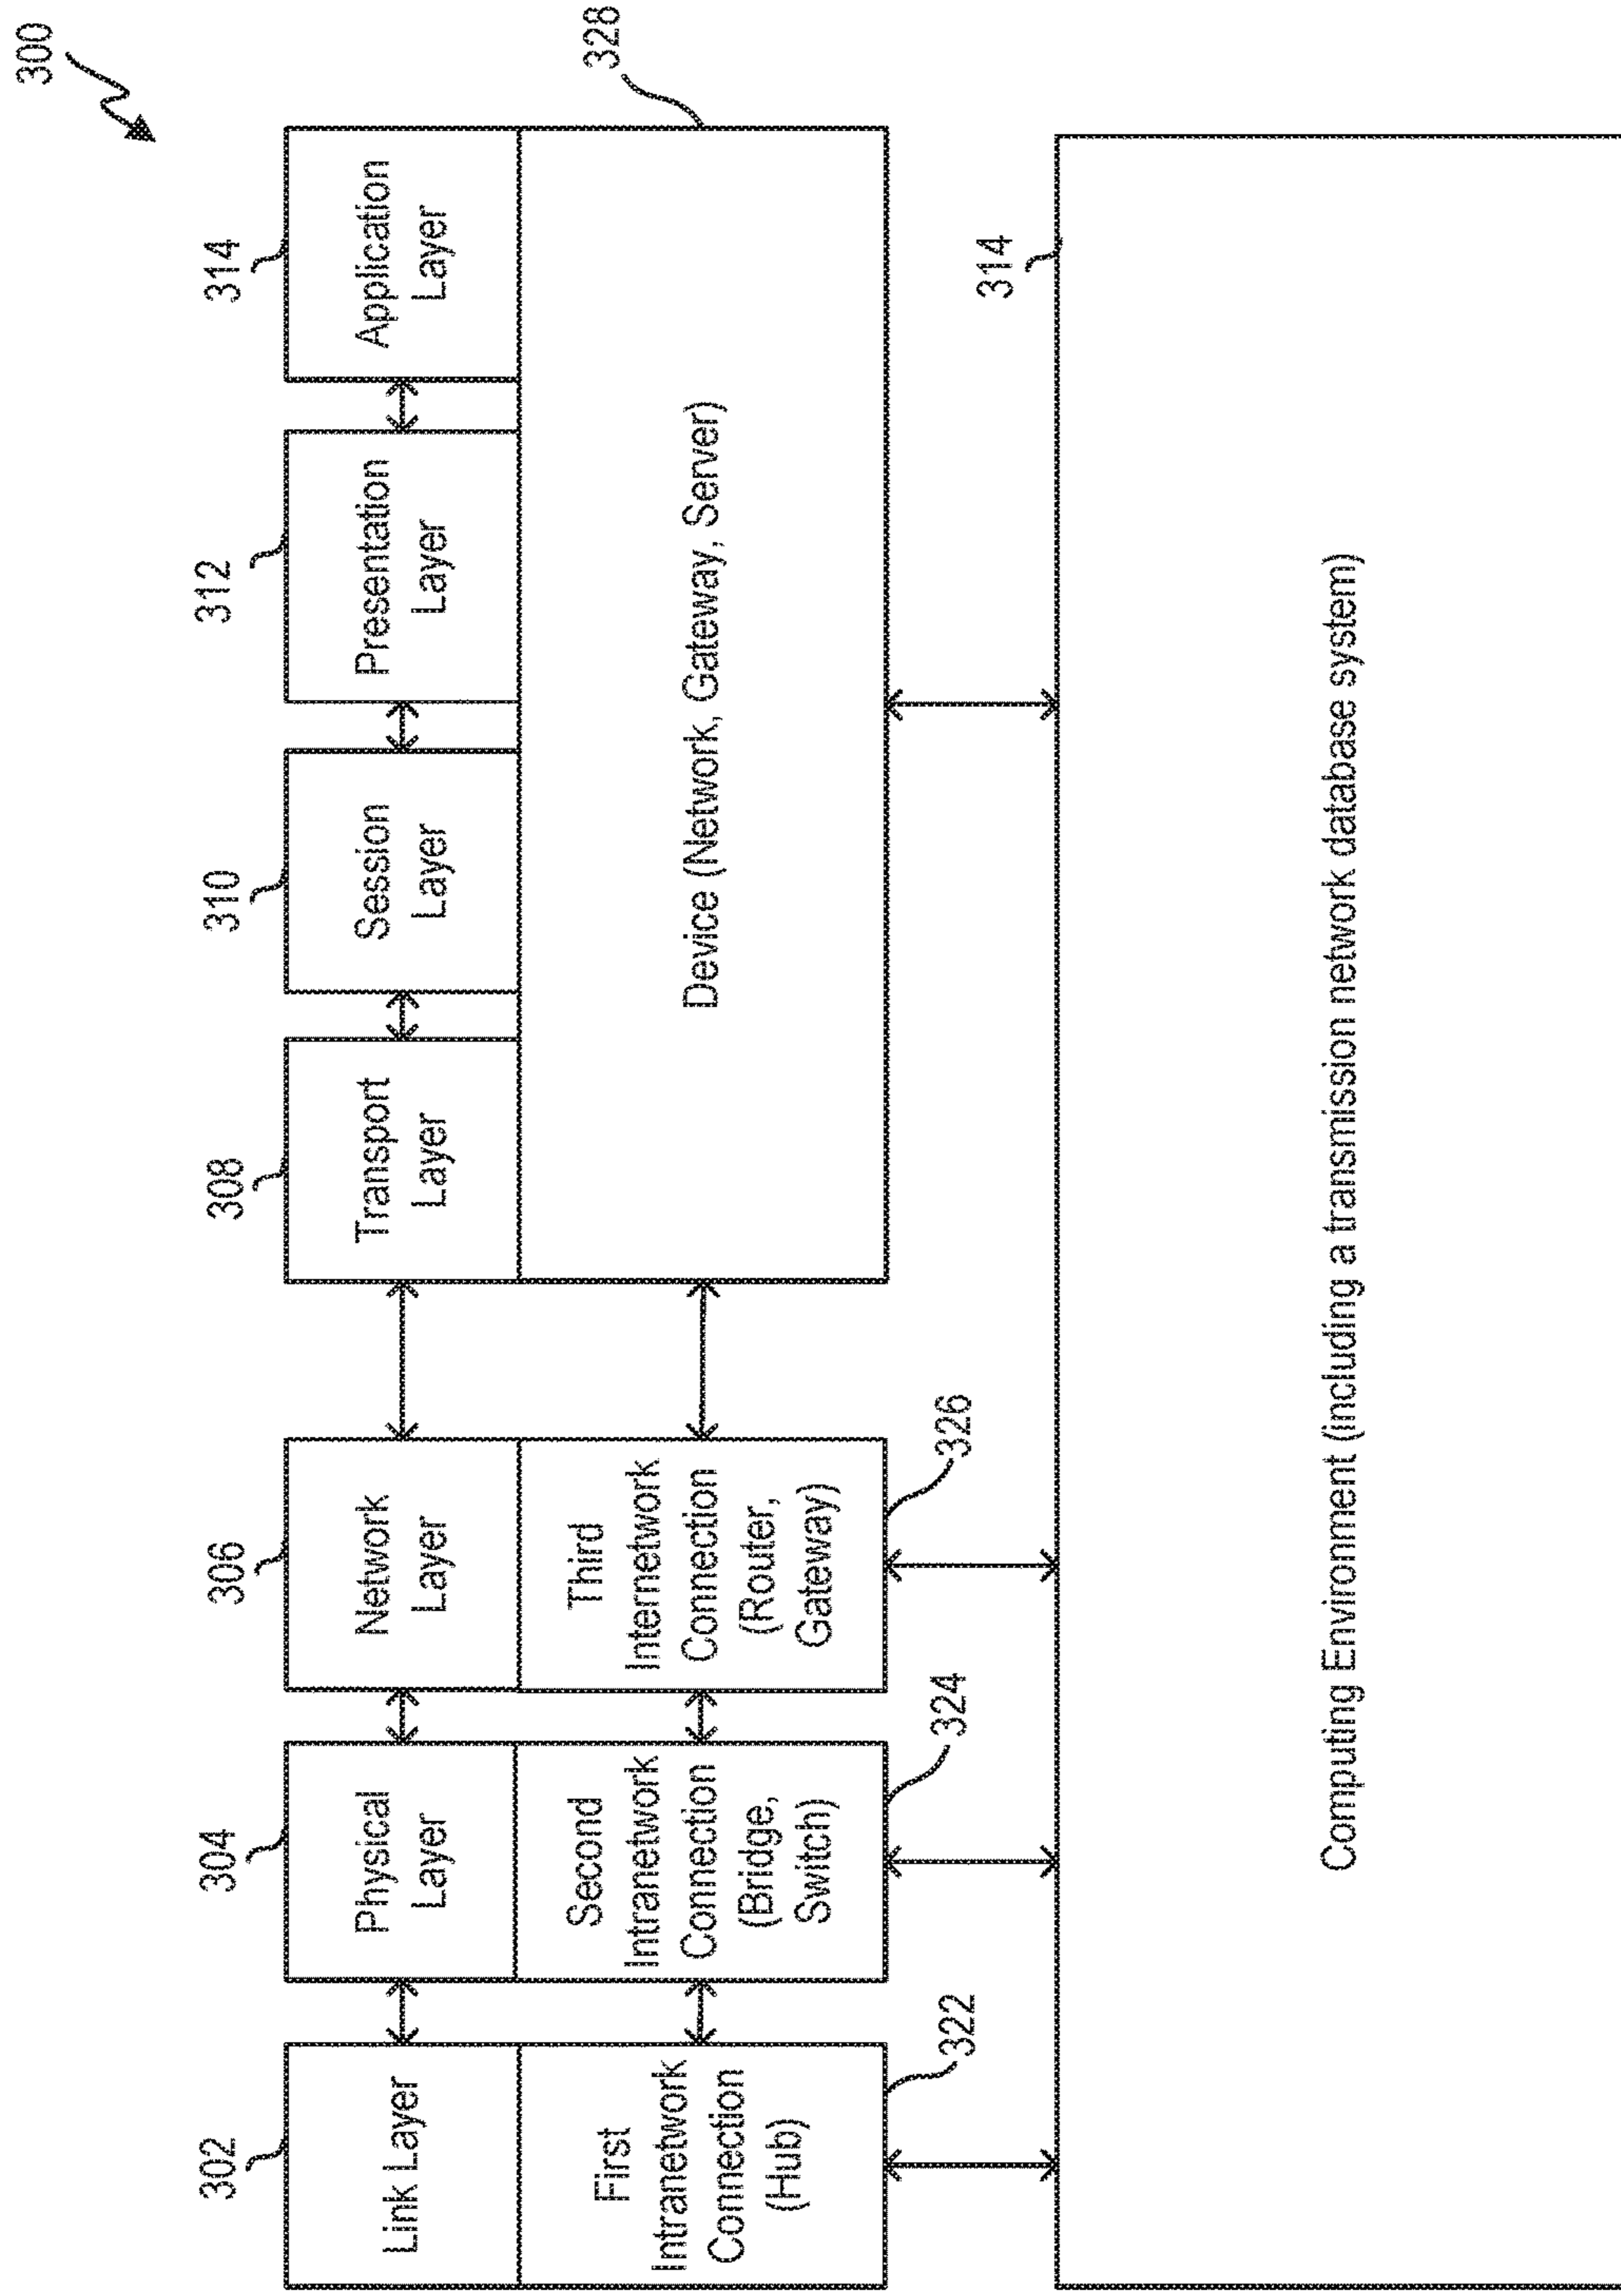 300
302
304
306
308
310
312
314
Link Layer
Physical
Layer
Network
Layer
Transport
Layer
Session
Layer
Presentation
Layer
Application
Layer
First
Intranetwork
Connection
(Hub)
Second
Intranetwork
Connection
(Bridge,
Switch)
Third
Internetwork
Connection
(Router,
Gateway)
Device (Network, Gateway, Server)
328
322
324
326
314
Computing Environment (including a transmission network database system)